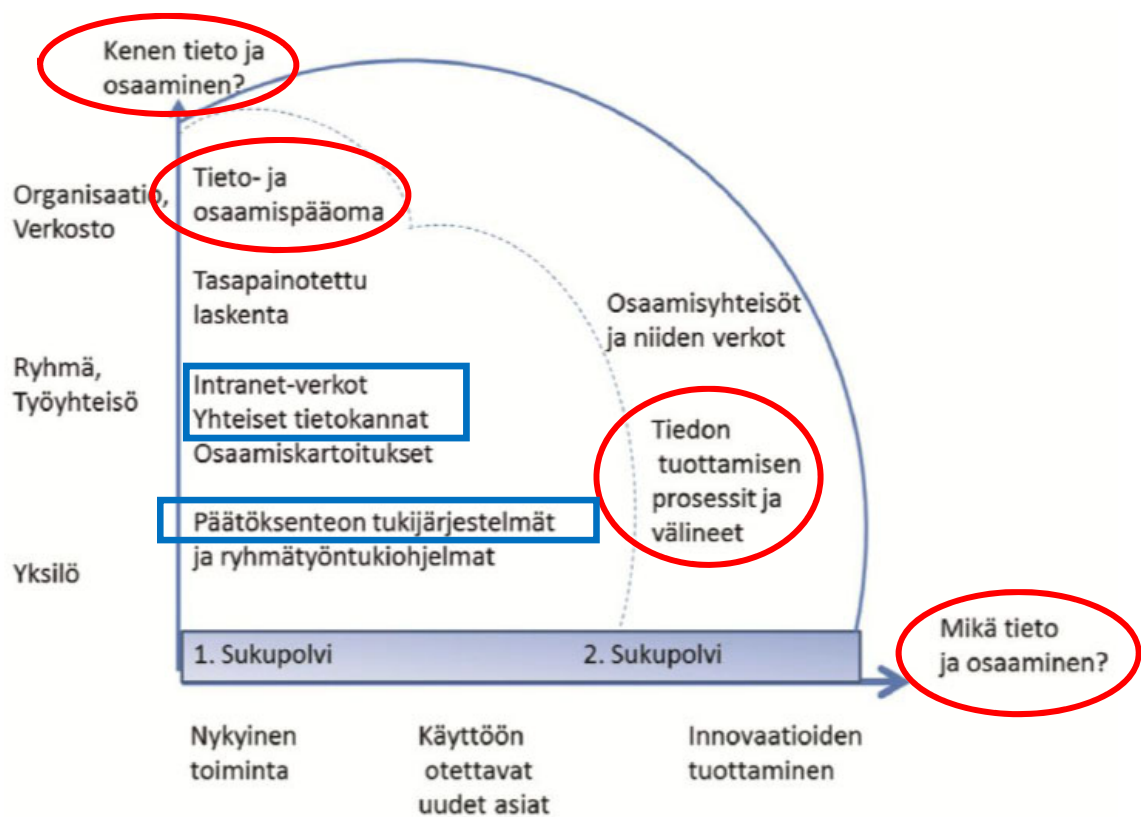 Kenen tieto ja
osaaminen?
Organisaatio,
Verkosto
Tieto- ja
osaamispääoma
Tasapainotettu
laskenta
Osaamisyhteisöt
ja niiden verkot
Ryhmä,
Työyhteisö
Intranet-verkot
Yhteiset tietokannat
Osaamiskartoitukset
Tiedon
tuottamisen
prosessit ja
välineet
Päätöksenteon tukijärjestelmät
ja ryhmätyöntukiohjelmat
Yksilö
1. Sukupolvi
2. Sukupolvi
Mikä tieto
ja osaaminen?
Nykyinen
toiminta
Käyttöön
otettavat
uudet asiat
Innovaatioiden
tuottaminen